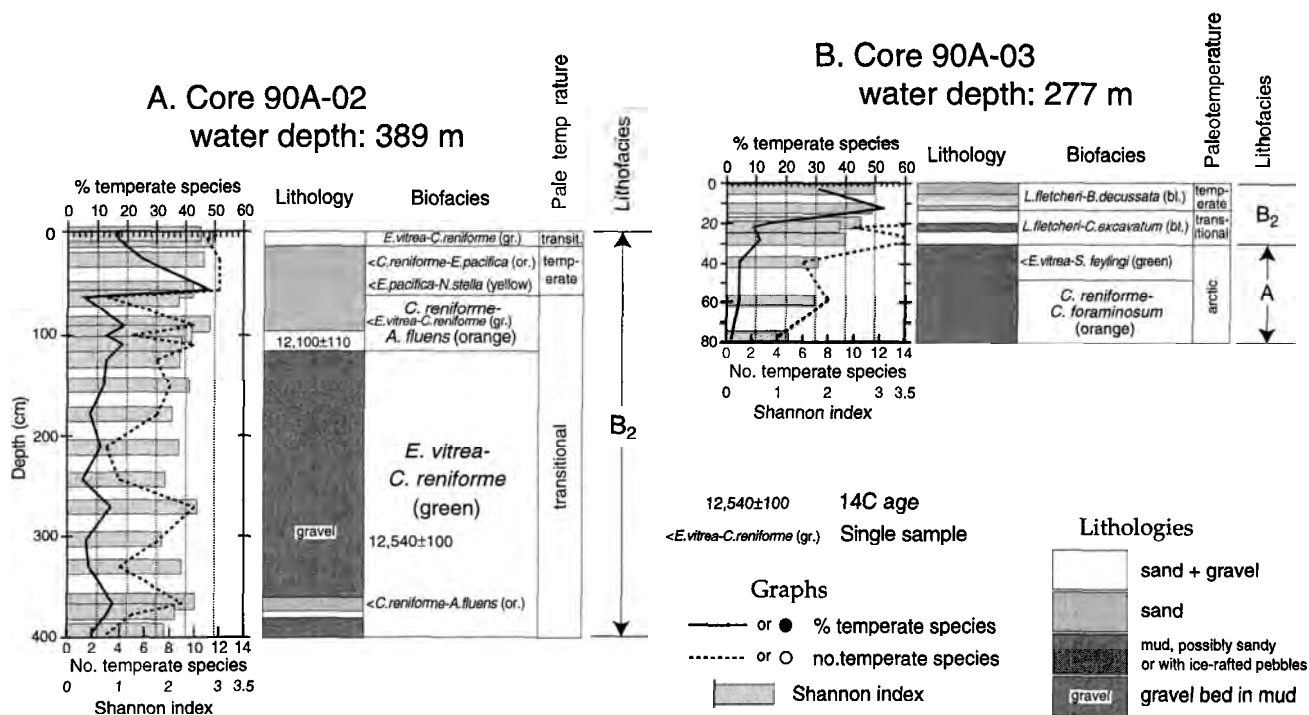 A. Core 90A-02
water depth: 389 m
% temperate species
0 10 20 30 40 50 60
Lithology
Biofacies
Pale temp rature
Lithofacies
Depth (cm)
0
100
200
300
400
E.vitrea-C.reniforme (gr.)
transit.
<C.reniforme-E.pacifica (or.)
temp-
erate
<E.pacifica-N.stella (yellow)
C. reniforme-
<E.vitrea-C.reniforme (gr.)
A. fluens (orange)
12,100±110
E. vitrea-
C. reniforme
(green)
gravel
12,540±100
transitional
B2
<C.reniforme-A.fluens (or.)
0 2 4 6 8 10 12 14
No. temperate species
0 1 2 3 3.5
Shannon index
B. Core 90A-03
water depth: 277 m
% temperate species
0 10 20 30 40 50 60
Lithology
Biofacies
Paleotemperature
Lithofacies
0
20
40
60
80
L.fletcheri-B.decussata (bl.)
temp-
erate
L.fletcheri-C.excavatum (bl.)
trans-
itional
B2
<E.vitrea-S. feylingi (green)
C. reniforme-
C. foraminosum
(orange)
arctic
A
0 2 4 6 8 10 12 14
No. temperate species
0 1 2 3 3.5
Shannon index
12,540±100 14C age
<E.vitrea-C.reniforme (gr.) Single sample
Graphs
or % temperate species
or no.temperate species
Shannon index
Lithologies
sand + gravel
sand
mud, possibly sandy
or with ice-rafted pebbles
gravel gravel bed in mud